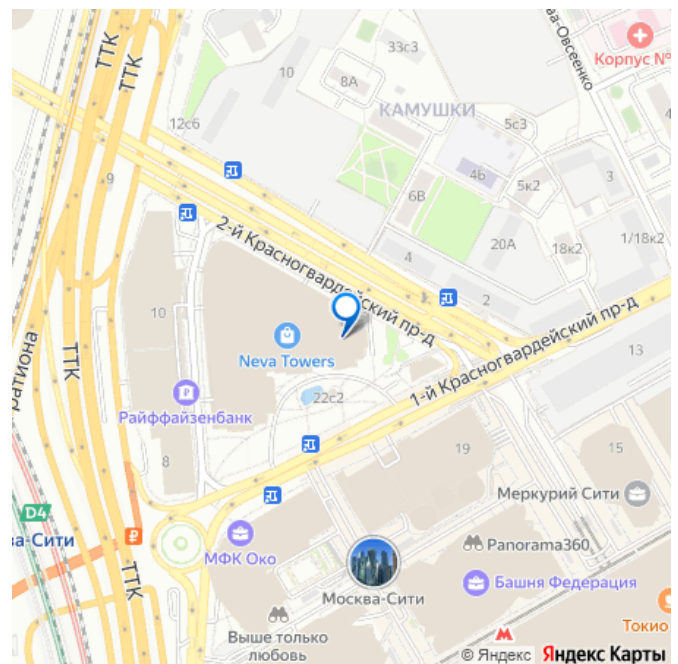 ва-Овсеенко
33с3
Корпус №
ТТК
ТТК
10
8А
КАМУШКИ
12с6
5с3
4
9
4б
5к2
3
6В
2-й Красногвардейский пр-д
20А
18к2
1/18к2
4
2
10
1-й Красногвардейский пр-д
Neva Towers
13
ратиона
ТТК
Райффайзенбанк
22с2
8
19
15
Меркурий Сити
D4
₽
ва-Сити
МФК Око
Panorama360
Башня Федерация
ТТК
Москва-Сити
Токио
Выше только
любовь
© Яндекс Яндекс Карты